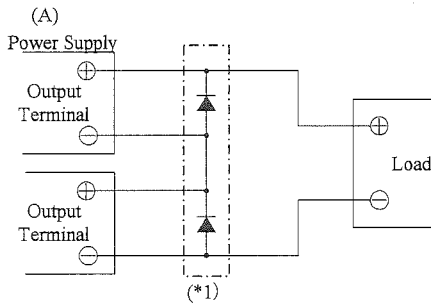 (A)
Power Supply
⊕
Output
Terminal
⊖
⊕
Output
Terminal
⊖
⊕
Load
⊖
(*1)